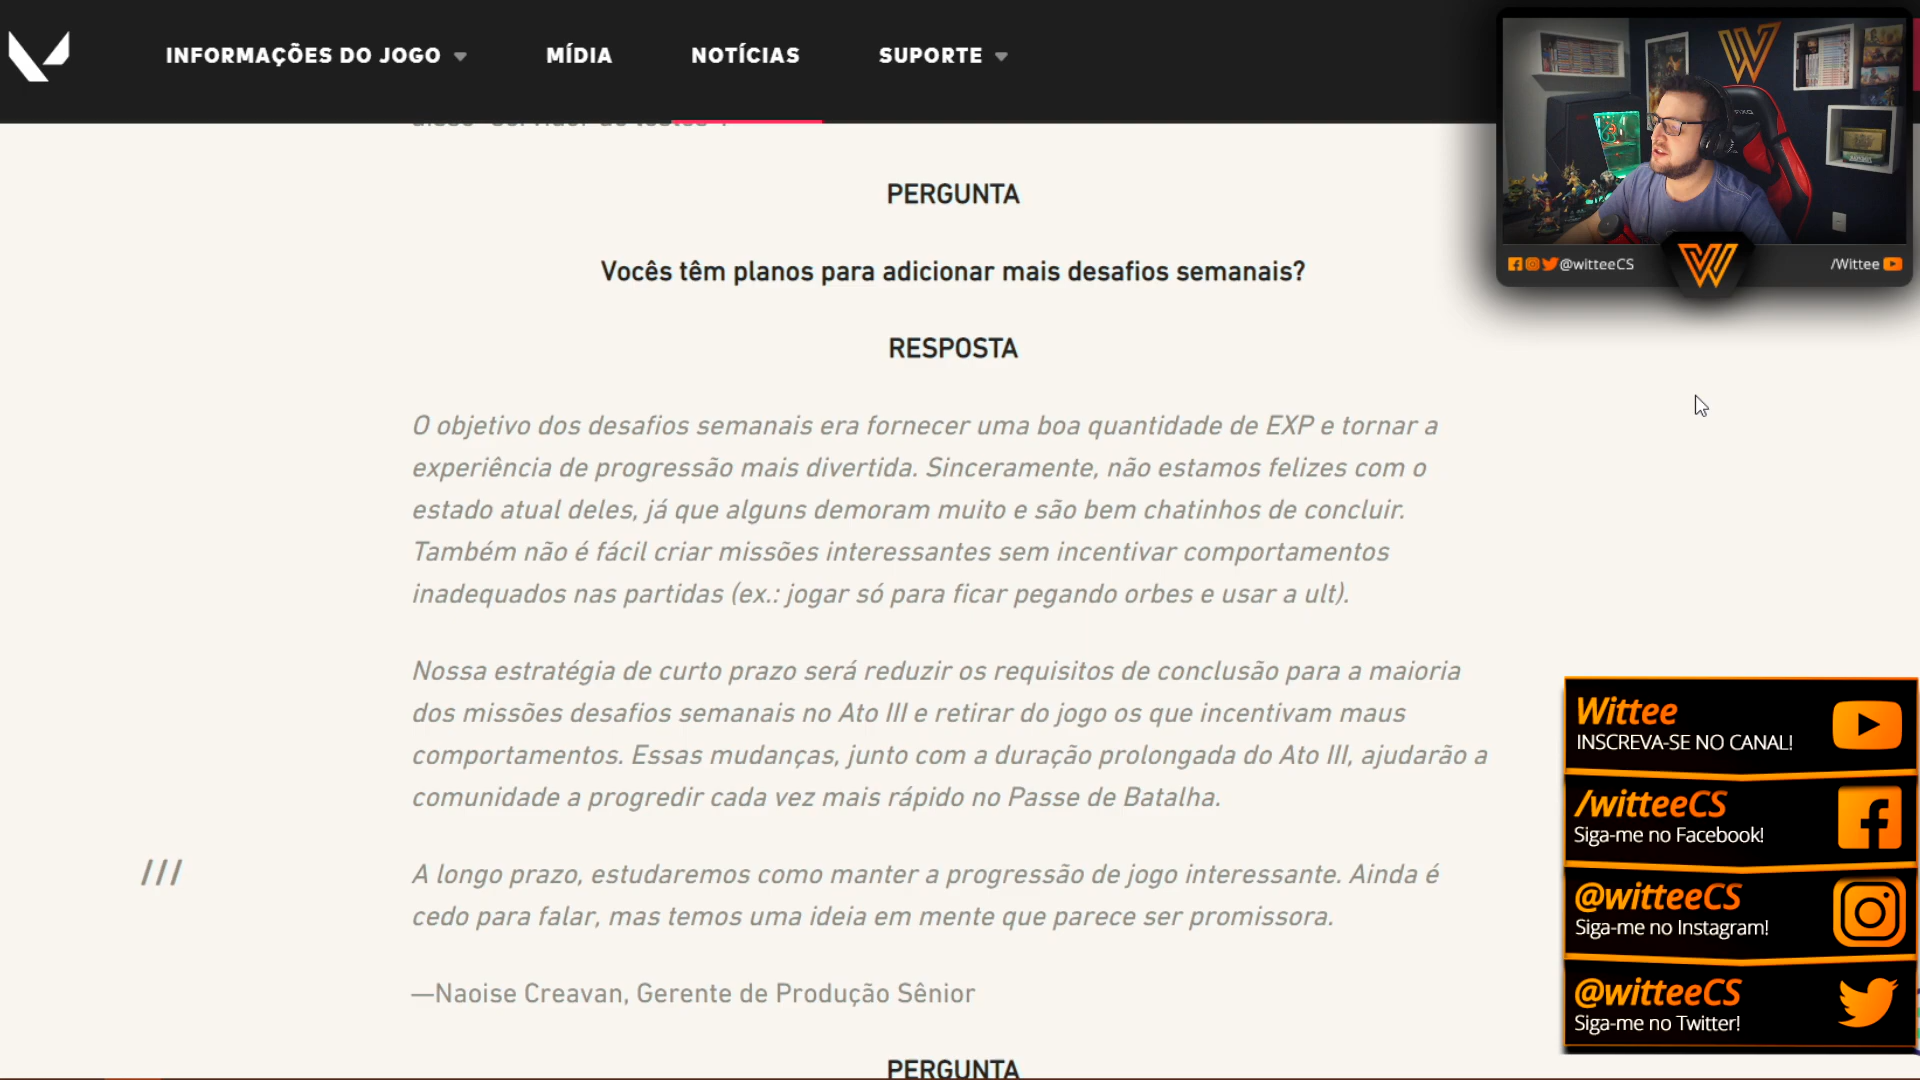 INFORMAÇÕES DO JOGO
MÍDIA
NOTÍCIAS
SUPORTE
@witteeCS
/Wittee
PERGUNTA
Vocês têm planos para adicionar mais desafios semanais?
RESPOSTA
O objetivo dos desafios semanais era fornecer uma boa quantidade de EXP e tornar a
experiência de progressão mais divertida. Sinceramente, não estamos felizes com o
estado atual deles, já que alguns demoram muito e são bem chatinhos de concluir.
Também não é fácil criar missões interessantes sem incentivar comportamentos
inadequados nas partidas (ex.: jogar só para ficar pegando orbes e usar a ult).
Nossa estratégia de curto prazo será reduzir os requisitos de conclusão para a maioria
dos missões desafios semanais no Ato III e retirar do jogo os que incentivam maus
comportamentos. Essas mudanças, junto com a duração prolongada do Ato III, ajudarão a
comunidade a progredir cada vez mais rápido no Passe de Batalha.
///
A longo prazo, estudaremos como manter a progressão de jogo interessante. Ainda é
cedo para falar, mas temos uma ideia em mente que parece ser promissora.
—Naoise Creavan, Gerente de Produção Sênior
PERGUNTA
Wittee
INSCREVA-SE NO CANAL!
/witteeCS
Siga-me no Facebook!
@witteeCS
Siga-me no Instagram!
@witteeCS
Siga-me no Twitter!